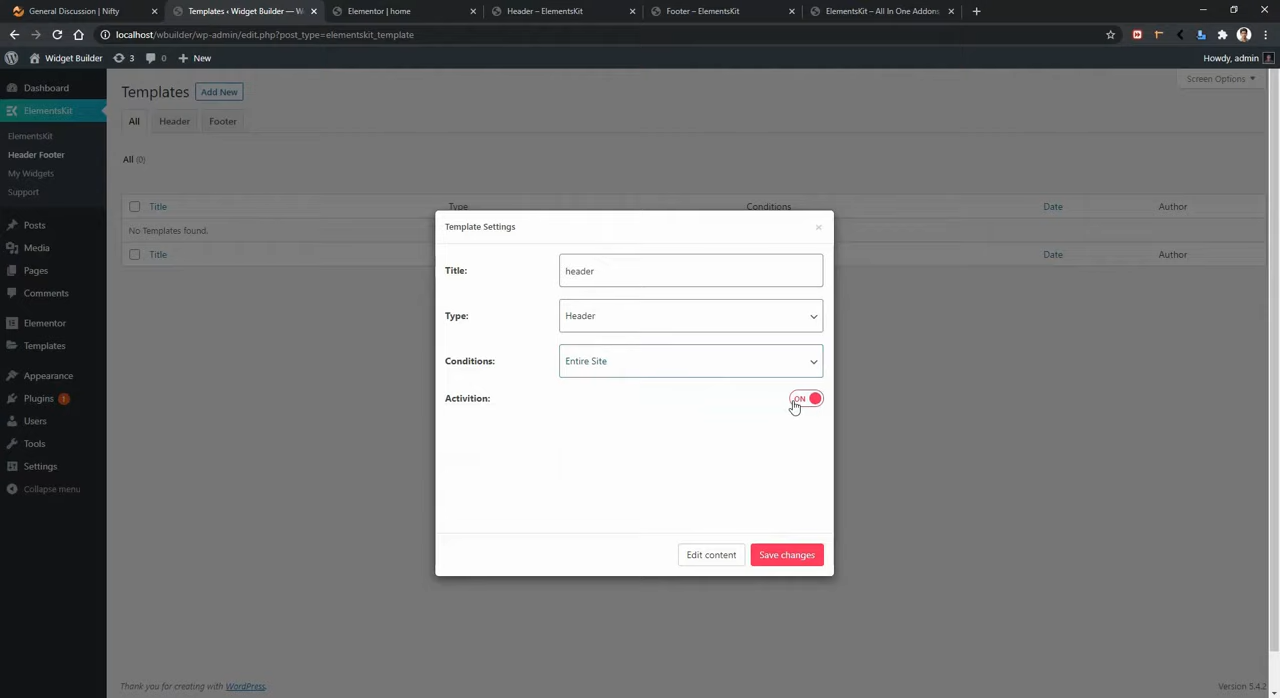 General Discussion | Nifty
Templates ‹ Widget Builder — W
Elementor | home
Header – ElementsKit
Footer – ElementsKit
ElementsKit – All In One Addons
localhost/wbuilder/wp-admin/edit.php?post_type=elementskit_template
Widget Builder
3
0
New
Howdy, admin
Dashboard
ElementsKit
ElementsKit
Header Footer
My Widgets
Support
Posts
Media
Pages
Comments
Elementor
Templates
Appearance
Plugins 1
Users
Tools
Settings
Collapse menu
Screen Options
Templates
Add New
All
Header
Footer
All (0)
Title
Type
Conditions
Date
Author
No Templates found.
Title
Date
Author
Template Settings
×
Title:
header
Type:
Header
Conditions:
Entire Site
Activition:
ON
Edit content
Save changes
Thank you for creating with WordPress.
Version 5.4.2